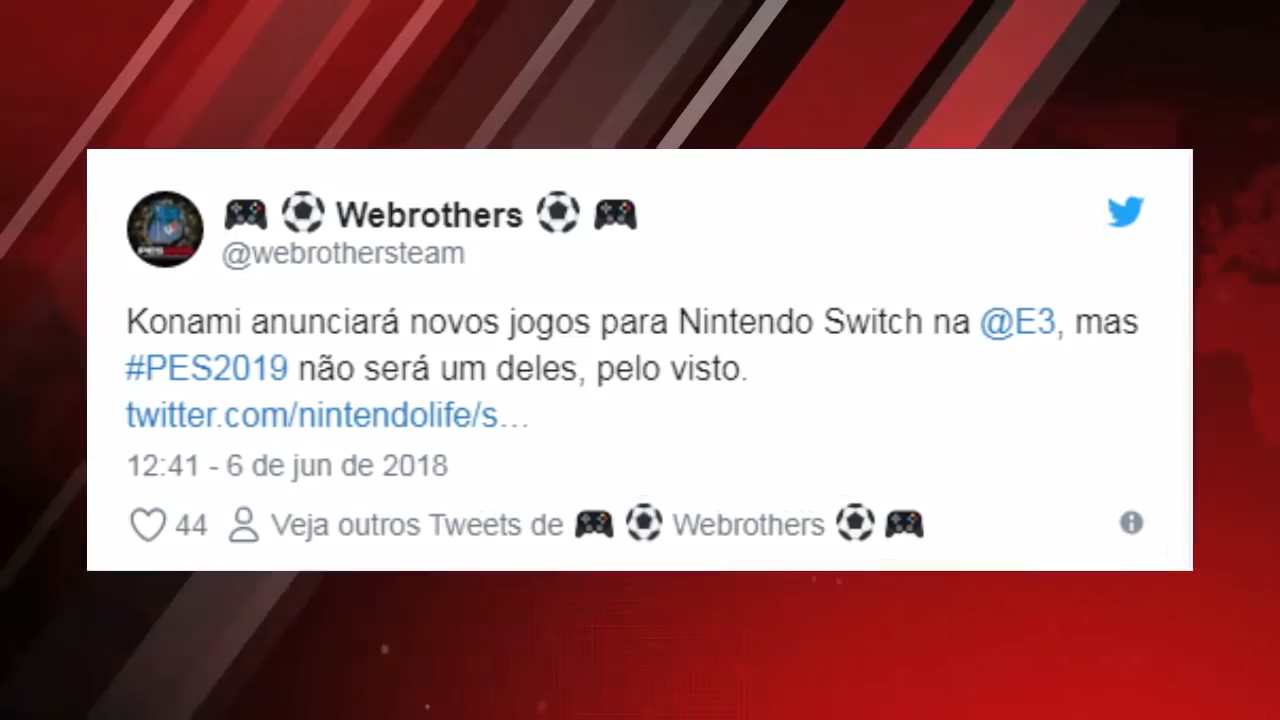 🎮 ⚽ Webrothers ⚽ 🎮
@webrothersteam
Konami anunciará novos jogos para Nintendo Switch na @E3, mas
#PES2019 não será um deles, pelo visto.
twitter.com/nintendolife/s…
12:41 - 6 de jun de 2018
44 Veja outros Tweets de 🎮 ⚽ Webrothers ⚽ 🎮